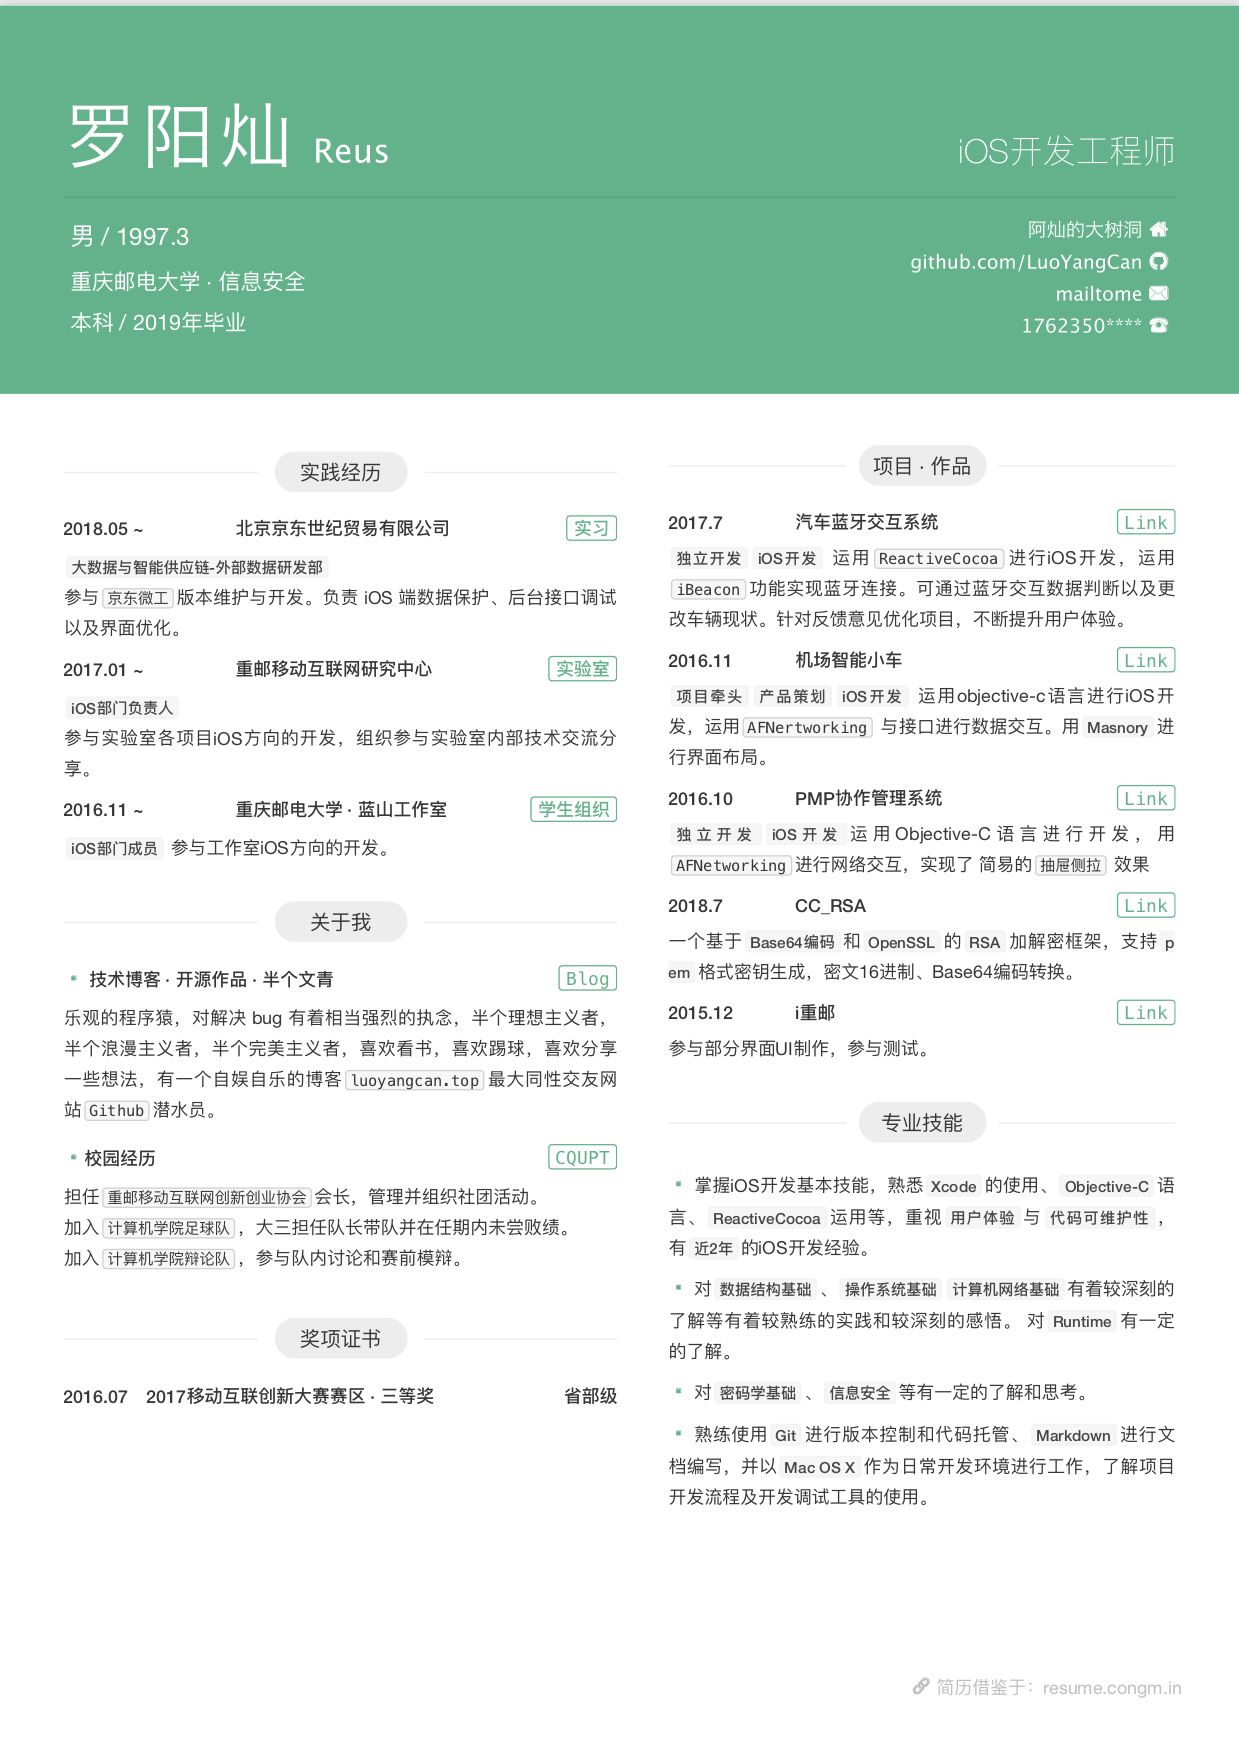 罗阳灿 Reus
iOS开发工程师
男 / 1997.3
重庆邮电大学 · 信息安全
本科 / 2019年毕业
阿灿的大树洞
github.com/LuoYangCan
mailtome
1762350****
实践经历
2018.05 ~ 北京京东世纪贸易有限公司 实习
大数据与智能供应链-外部数据研发部
参与 京东微工 版本维护与开发。负责 iOS 端数据保护、后台接口调试
以及界面优化。
2017.01 ~ 重邮移动互联网研究中心 实验室
iOS部门负责人
参与实验室各项目iOS方向的开发，组织参与实验室内部技术交流分
享。
2016.11 ~ 重庆邮电大学 · 蓝山工作室 学生组织
iOS部门成员 参与工作室iOS方向的开发。
关于我
技术博客 · 开源作品 · 半个文青 Blog
乐观的程序猿，对解决 bug 有着相当强烈的执念，半个理想主义者，
半个浪漫主义者，半个完美主义者，喜欢看书，喜欢踢球，喜欢分享
一些想法，有一个自娱自乐的博客 luoyangcan.top 最大同性交友网
站 Github 潜水员。
校园经历 CQUPT
担任 重邮移动互联网创新创业协会 会长，管理并组织社团活动。
加入 计算机学院足球队 ，大三担任队长带队并在任期内未尝败绩。
加入 计算机学院辩论队 ，参与队内讨论和赛前模辩。
奖项证书
2016.07 2017移动互联创新大赛赛区 · 三等奖 省部级
项目 · 作品
2017.7 汽车蓝牙交互系统 Link
独立开发 iOS开发 运用 ReactiveCocoa 进行iOS开发，运用
iBeacon 功能实现蓝牙连接。可通过蓝牙交互数据判断以及更
改车辆现状。针对反馈意见优化项目，不断提升用户体验。
2016.11 机场智能小车 Link
项目牵头 产品策划 iOS开发 运用objective-c语言进行iOS开
发，运用 AFNertworking 与接口进行数据交互。用 Masnory 进
行界面布局。
2016.10 PMP协作管理系统 Link
独立开发 iOS开发 运用Objective-C语言进行开发，用
AFNetworking 进行网络交互，实现了 简易的 抽屉侧拉 效果
2018.7 CC_RSA Link
一个基于 Base64编码 和 OpenSSL 的 RSA 加解密框架，支持 p
em 格式密钥生成，密文16进制、Base64编码转换。
2015.12 i重邮 Link
参与部分界面UI制作，参与测试。
专业技能
掌握iOS开发基本技能，熟悉 Xcode 的使用、 Objective-C 语
言、 ReactiveCocoa 运用等，重视 用户体验 与 代码可维护性 ，
有 近2年 的iOS开发经验。
对 数据结构基础 、 操作系统基础 计算机网络基础 有着较深刻的
了解等有着较熟练的实践和较深刻的感悟。 对 Runtime 有一定
的了解。
对 密码学基础 、 信息安全 等有一定的了解和思考。
熟练使用 Git 进行版本控制和代码托管、 Markdown 进行文
档编写，并以 Mac OS X 作为日常开发环境进行工作，了解项目
开发流程及开发调试工具的使用。
简历借鉴于：resume.congm.in